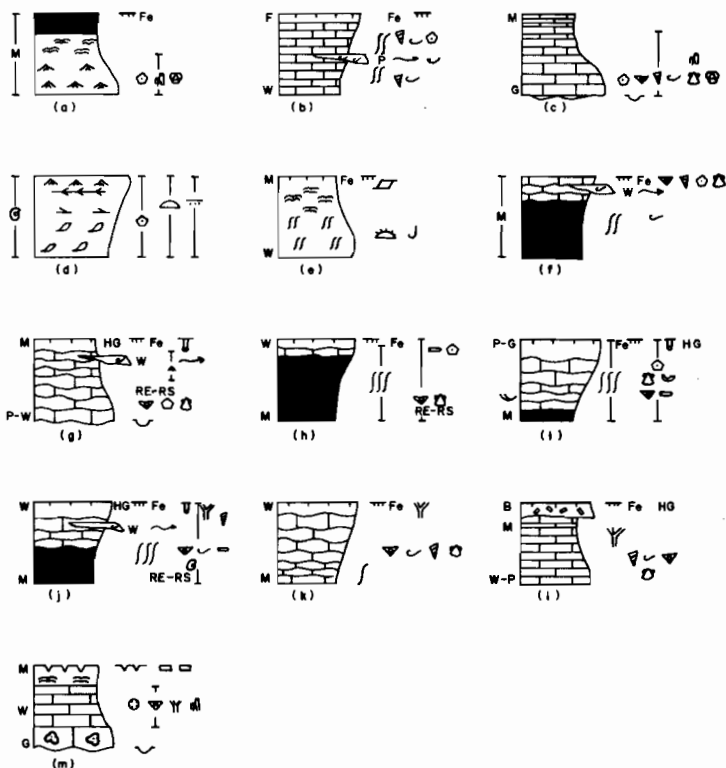 Fe
M
(a)
F Fe
P
W
(b)
M
G
(c)
(d)
M Fe
W
(e)
Fe
W
M
(f)
M HG Fe
W
RE-RS
P-W
(g)
W Fe
RE-RS
M
(h)
P-G Fe HG
M
(i)
W HG Fe
W
M RE-RS
(j)
W Fe
M
(k)
B Fe HG
M
W-P
(l)
M
W
G
(m)